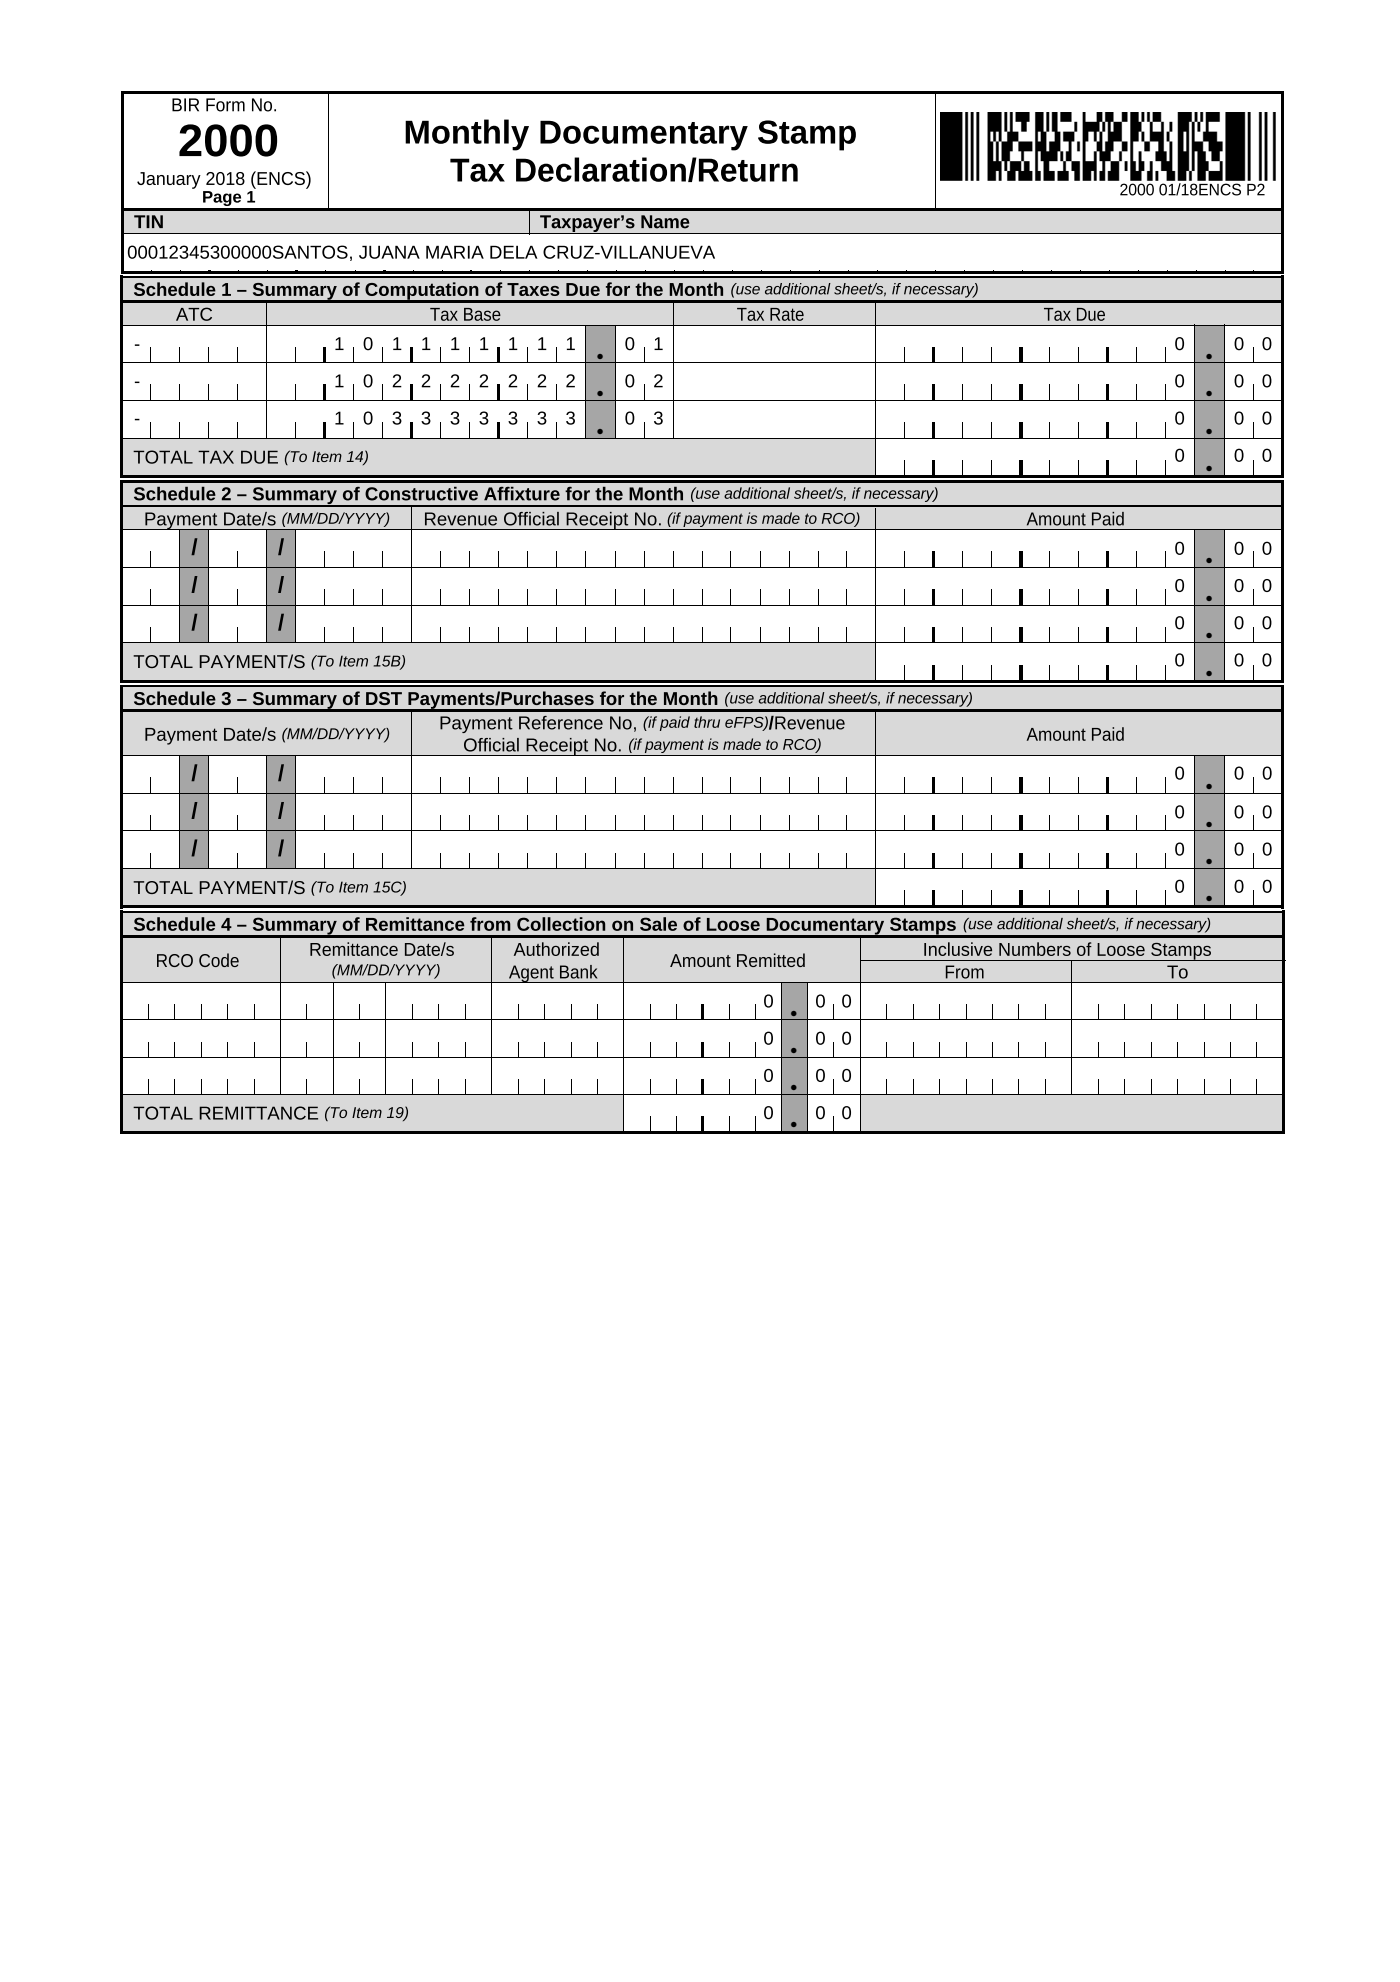 BIR Form No.
2000
January 2018 (ENCS)
Page 1
Monthly Documentary Stamp
Tax Declaration/Return
2000 01/18ENCS P2
TIN Taxpayer’s Name
00012345300000SANTOS, JUANA MARIA DELA CRUZ-VILLANUEVA
Schedule 1 – Summary of Computation of Taxes Due for the Month (use additional sheet/s, if necessary)
ATC Tax Base Tax Rate Tax Due
- 1 0 1 1 1 1 1 1 1 . 0 1 0 . 0 0
- 1 0 2 2 2 2 2 2 2 . 0 2 0 . 0 0
- 1 0 3 3 3 3 3 3 3 . 0 3 0 . 0 0
TOTAL TAX DUE (To Item 14) 0 . 0 0
Schedule 2 – Summary of Constructive Affixture for the Month (use additional sheet/s, if necessary)
Payment Date/s (MM/DD/YYYY) Revenue Official Receipt No. (if payment is made to RCO) Amount Paid
/ / 0 . 0 0
/ / 0 . 0 0
/ / 0 . 0 0
TOTAL PAYMENT/S (To Item 15B) 0 . 0 0
Schedule 3 – Summary of DST Payments/Purchases for the Month (use additional sheet/s, if necessary)
Payment Date/s (MM/DD/YYYY)
Payment Reference No, (if paid thru eFPS)/Revenue
Official Receipt No. (if payment is made to RCO)
Amount Paid
/ / 0 . 0 0
/ / 0 . 0 0
/ / 0 . 0 0
TOTAL PAYMENT/S (To Item 15C) 0 . 0 0
Schedule 4 – Summary of Remittance from Collection on Sale of Loose Documentary Stamps (use additional sheet/s, if necessary)
RCO Code
Remittance Date/s
(MM/DD/YYYY)
Authorized
Agent Bank
Amount Remitted
Inclusive Numbers of Loose Stamps
From To
0 . 0 0
0 . 0 0
0 . 0 0
TOTAL REMITTANCE (To Item 19) 0 . 0 0